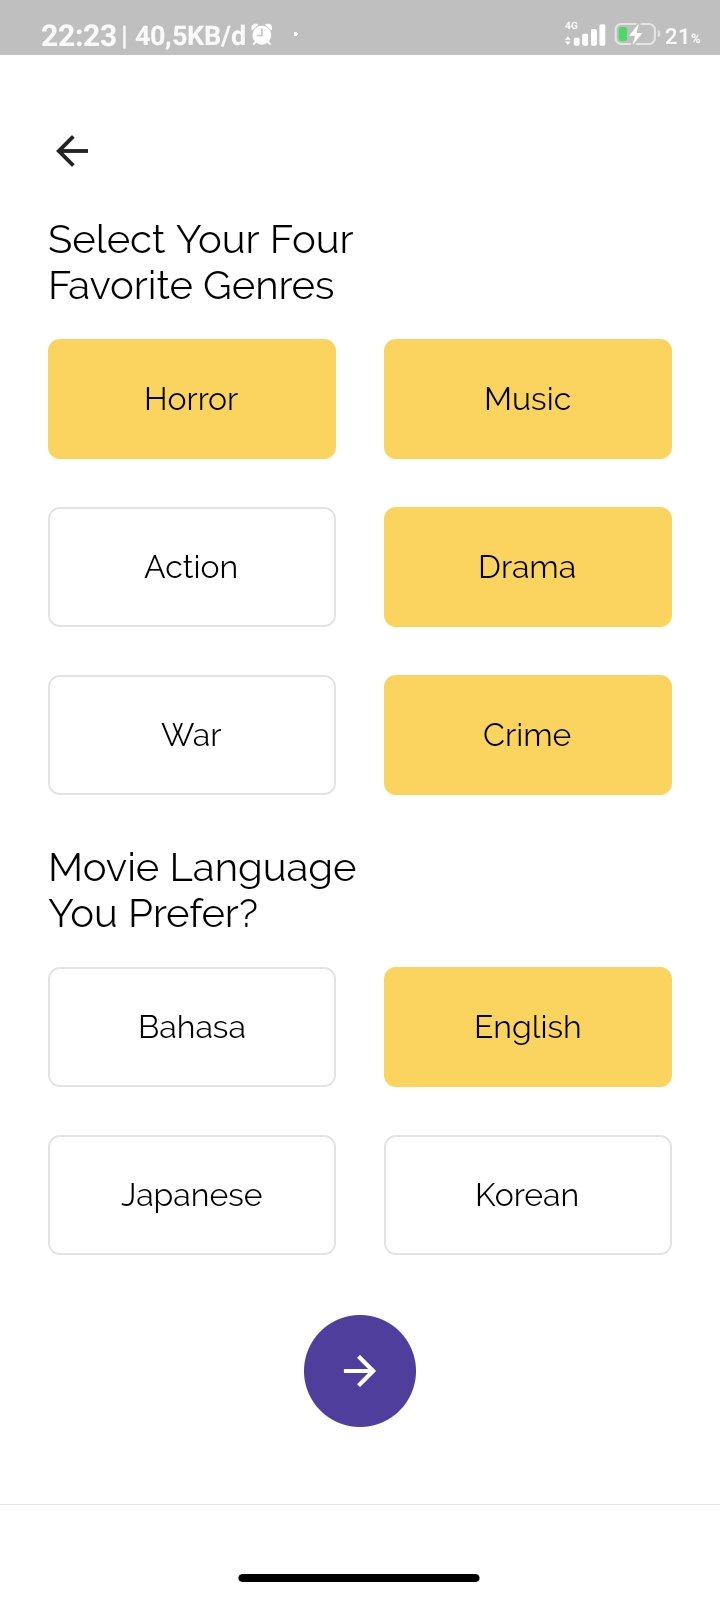 22:23 | 40,5KB/d
4G
21%
Select Your Four
Favorite Genres
Horror
Music
Action
Drama
War
Crime
Movie Language
You Prefer?
Bahasa
English
Japanese
Korean